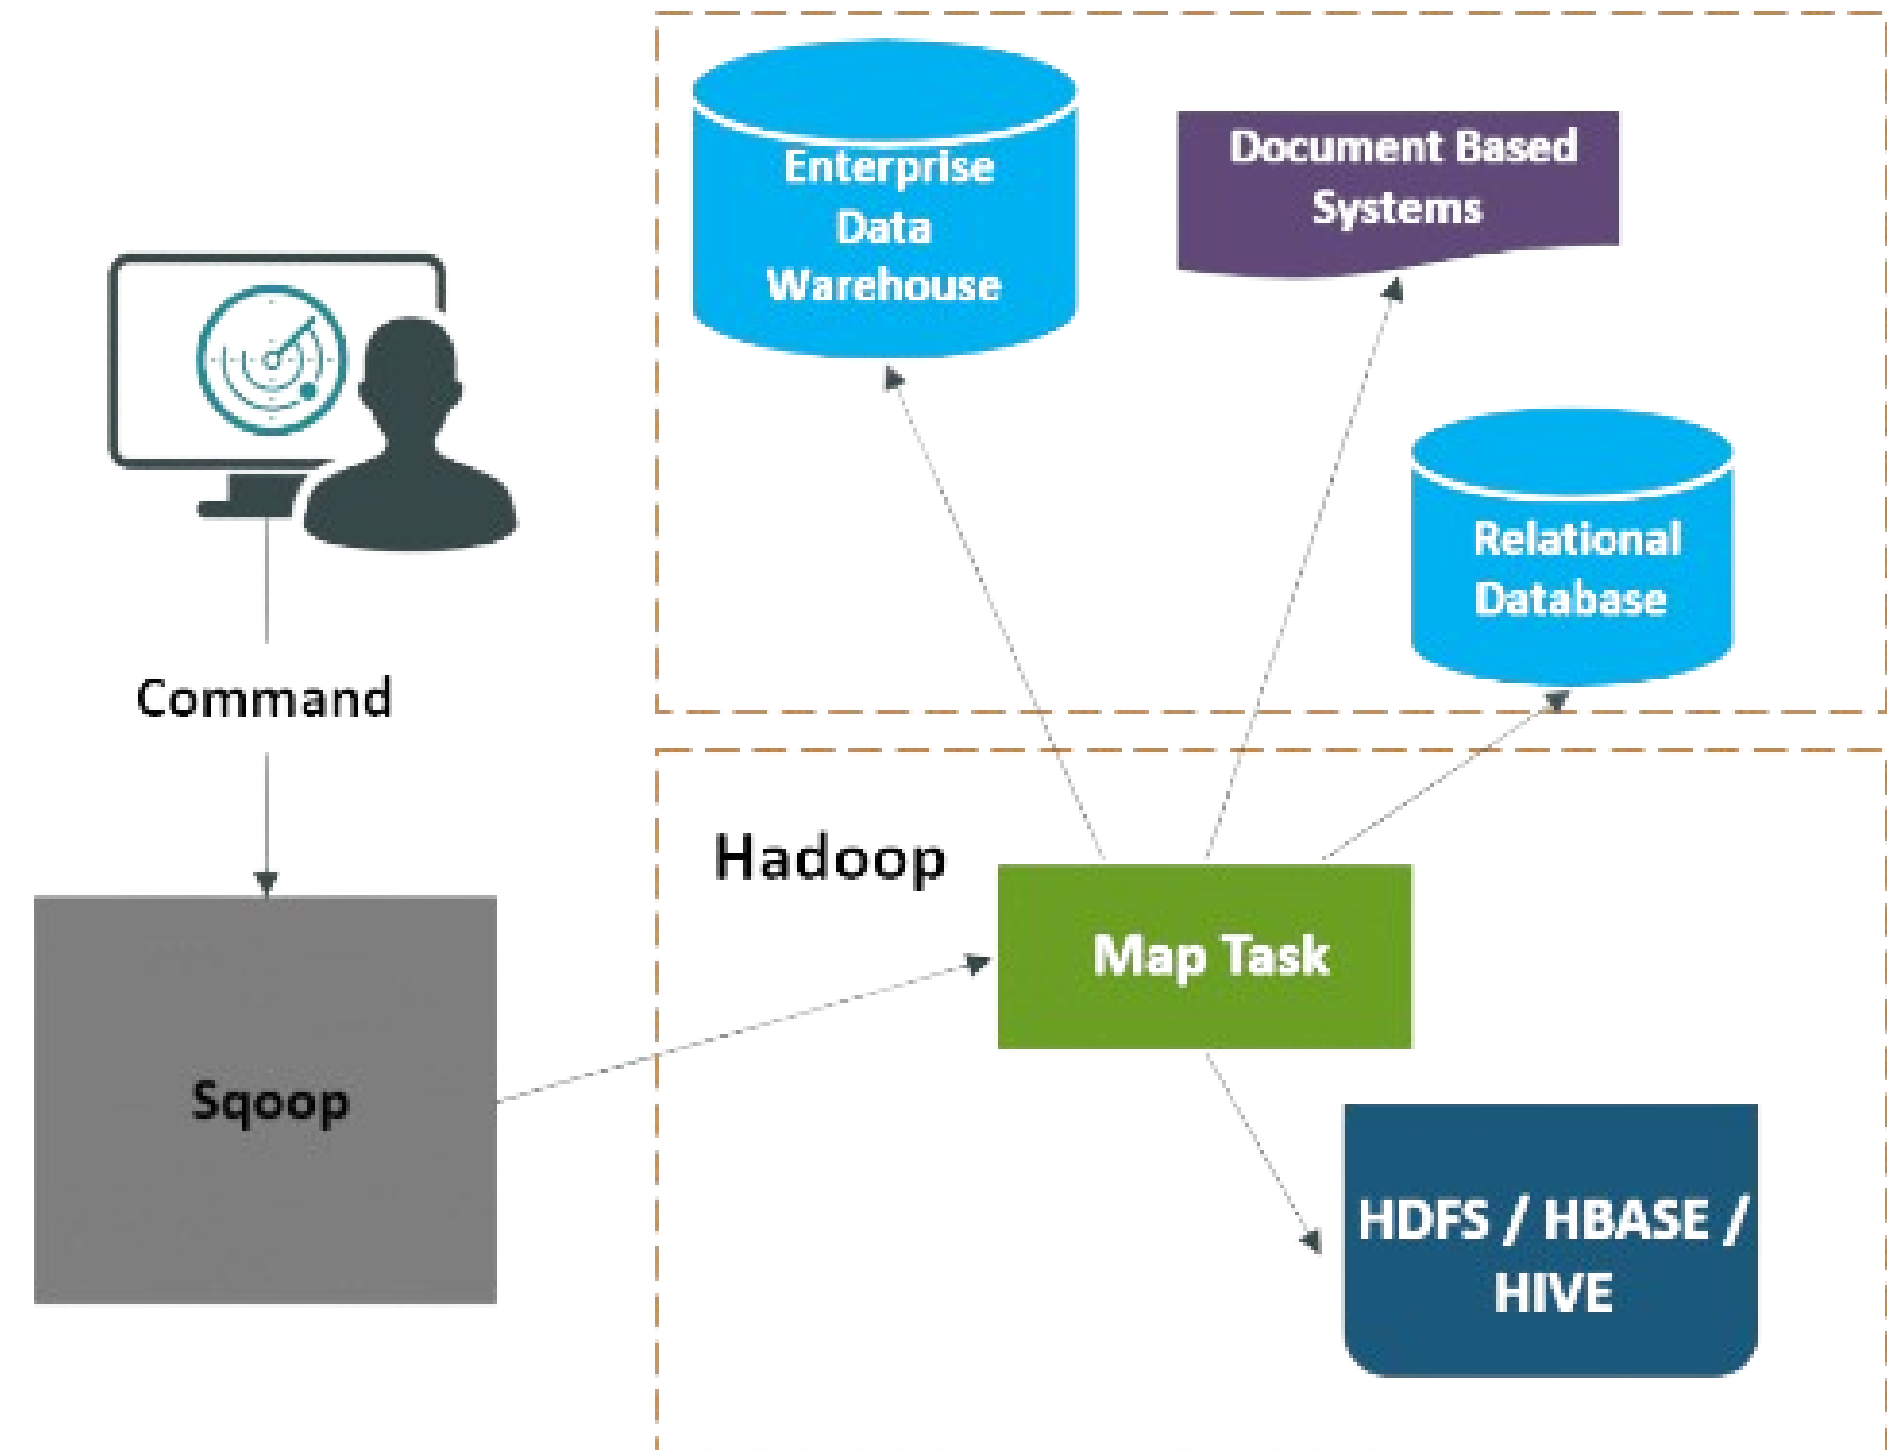 Enterprise
Data
Warehouse
Document Based
Systems
Relational
Database
Command
Hadoop
Map Task
Sqoop
HDFS / HBASE /
HIVE